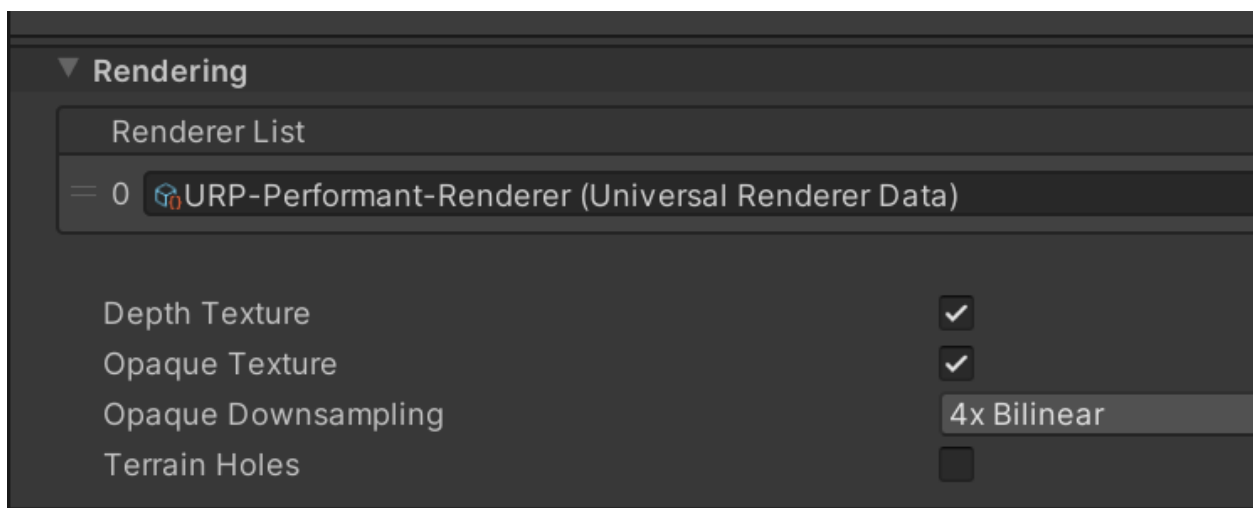 Rendering
Renderer List
0 URP-Performant-Renderer (Universal Renderer Data)
Depth Texture
Opaque Texture
Opaque Downsampling 4x Bilinear
Terrain Holes